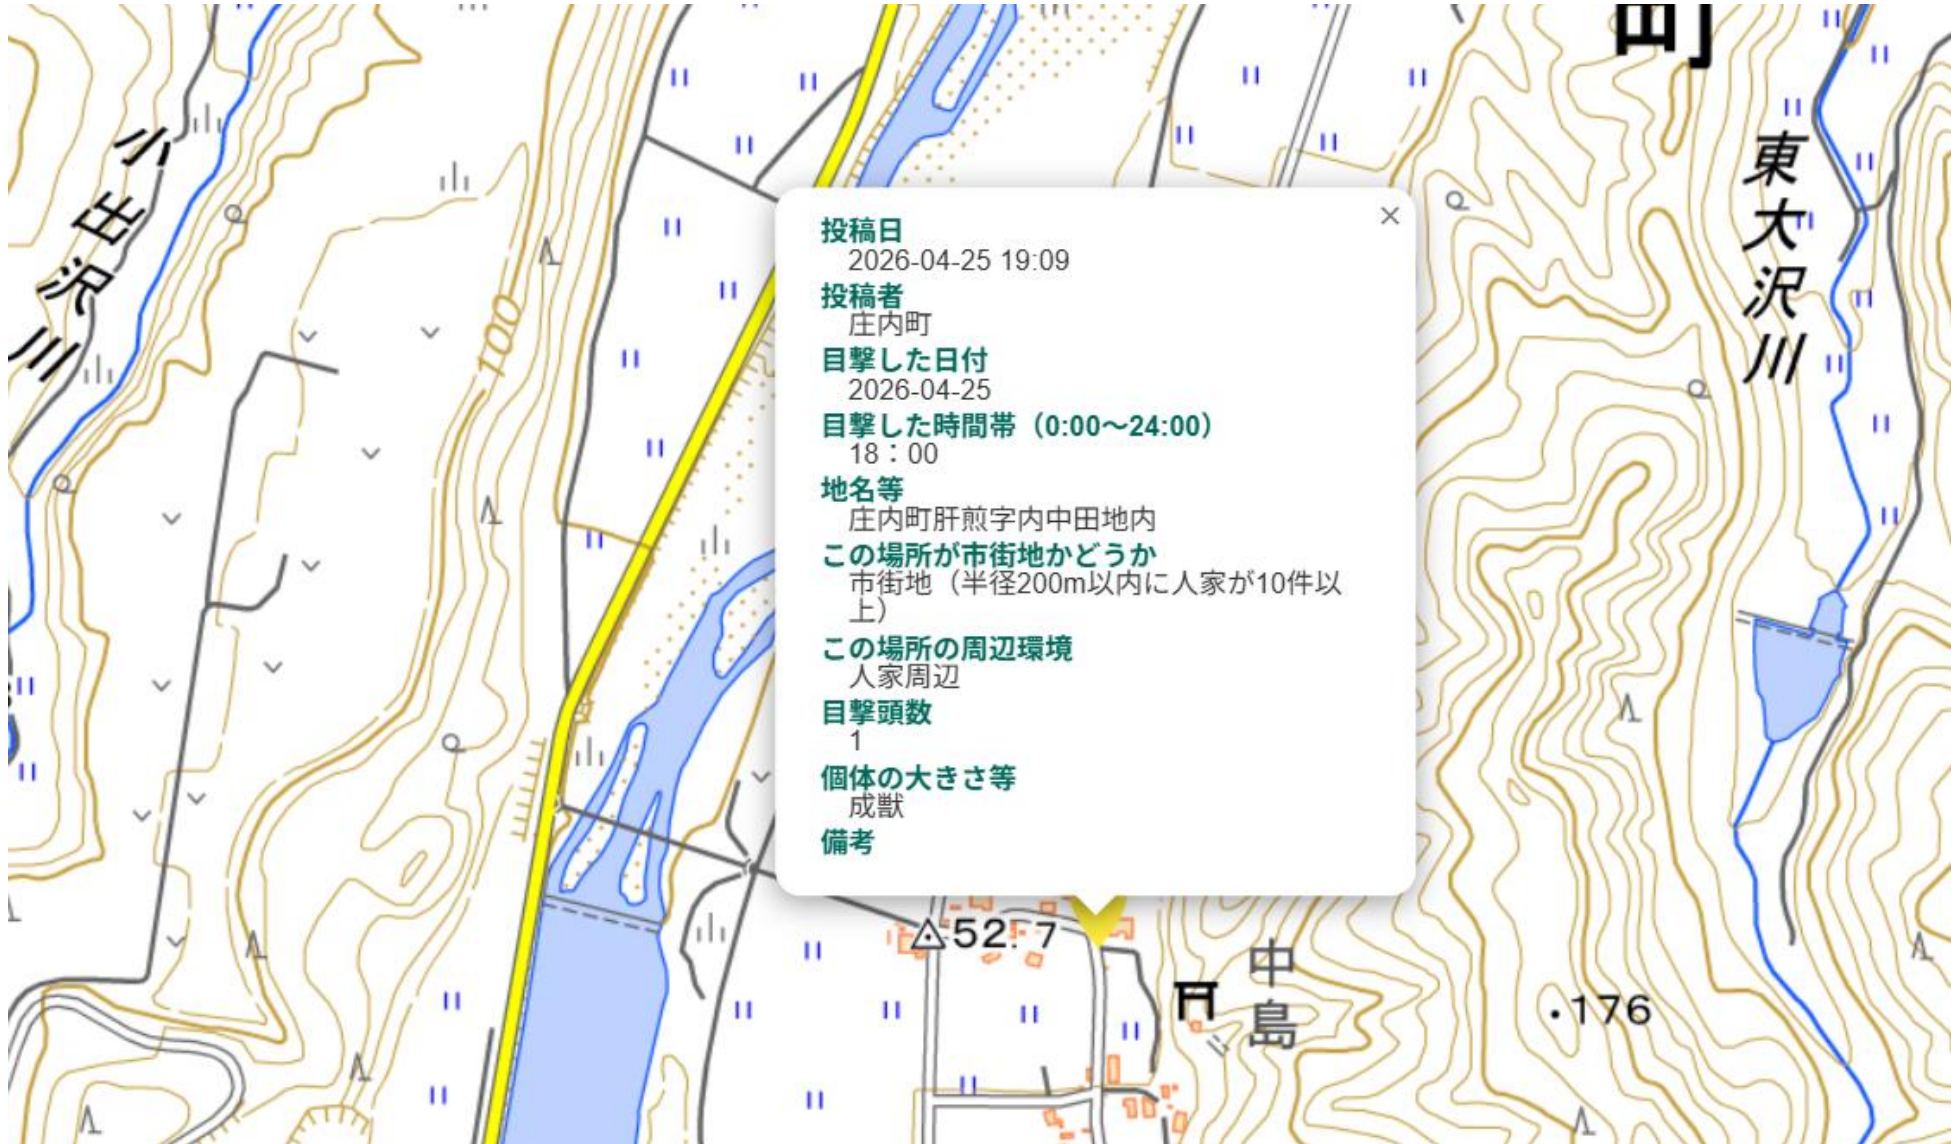 町
小出沢川
東大沢川
100
×
投稿日
2026-04-25 19:09
投稿者
庄内町
目撃した日付
2026-04-25
目撃した時間帯（0:00～24:00）
18：00
地名等
庄内町肝煎字内中田地内
この場所が市街地かどうか
市街地（半径200m以内に人家が10件以
上）
この場所の周辺環境
人家周辺
目撃頭数
1
個体の大きさ等
成獣
備考
52.7
中島
176